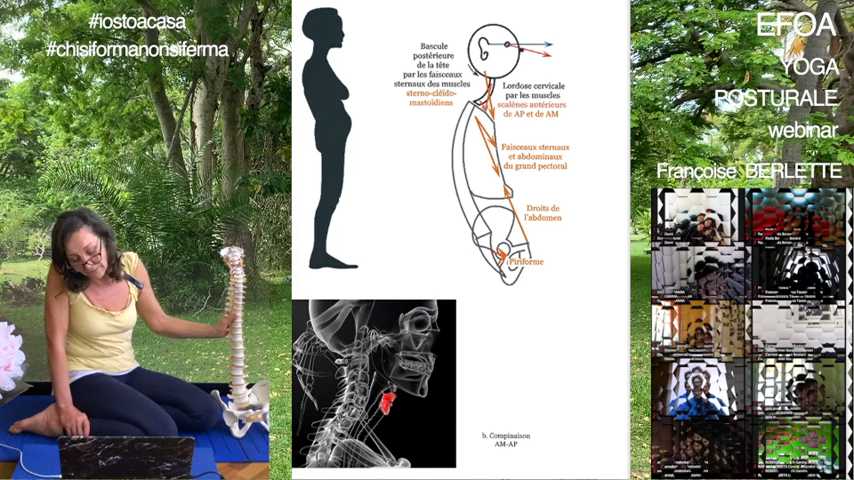 #iostoacasa
#chisiformanonsiferma
Bascule
postérieure
de la tête
par les faisceaux
sternaux des muscles
sterno-cléido-
mastoïdiens
Lordose cervicale
par les muscles
scalènes antérieurs
de AP et de AM
Faisceaux sternaux
et abdominaux
du grand pectoral
Droits de
l'abdomen
Piriforme
b. Compinaison
AM-AP
EFOA
YOGA
POSTURALE
webinar
Françoise BERLETTE